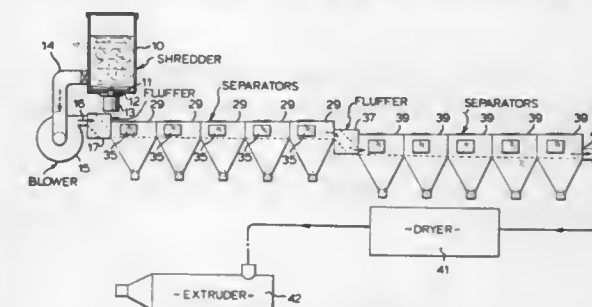 14
10
SHREDDER
11
12
13
FLUFFER
SEPARATORS
29 29 29 29 29
16
17
15
BLOWER
35 35 35 35 35
FLUFFER
37
39 39 39 39 39
SEPARATORS
-DRYER-
41
-EXTRUDER-
42